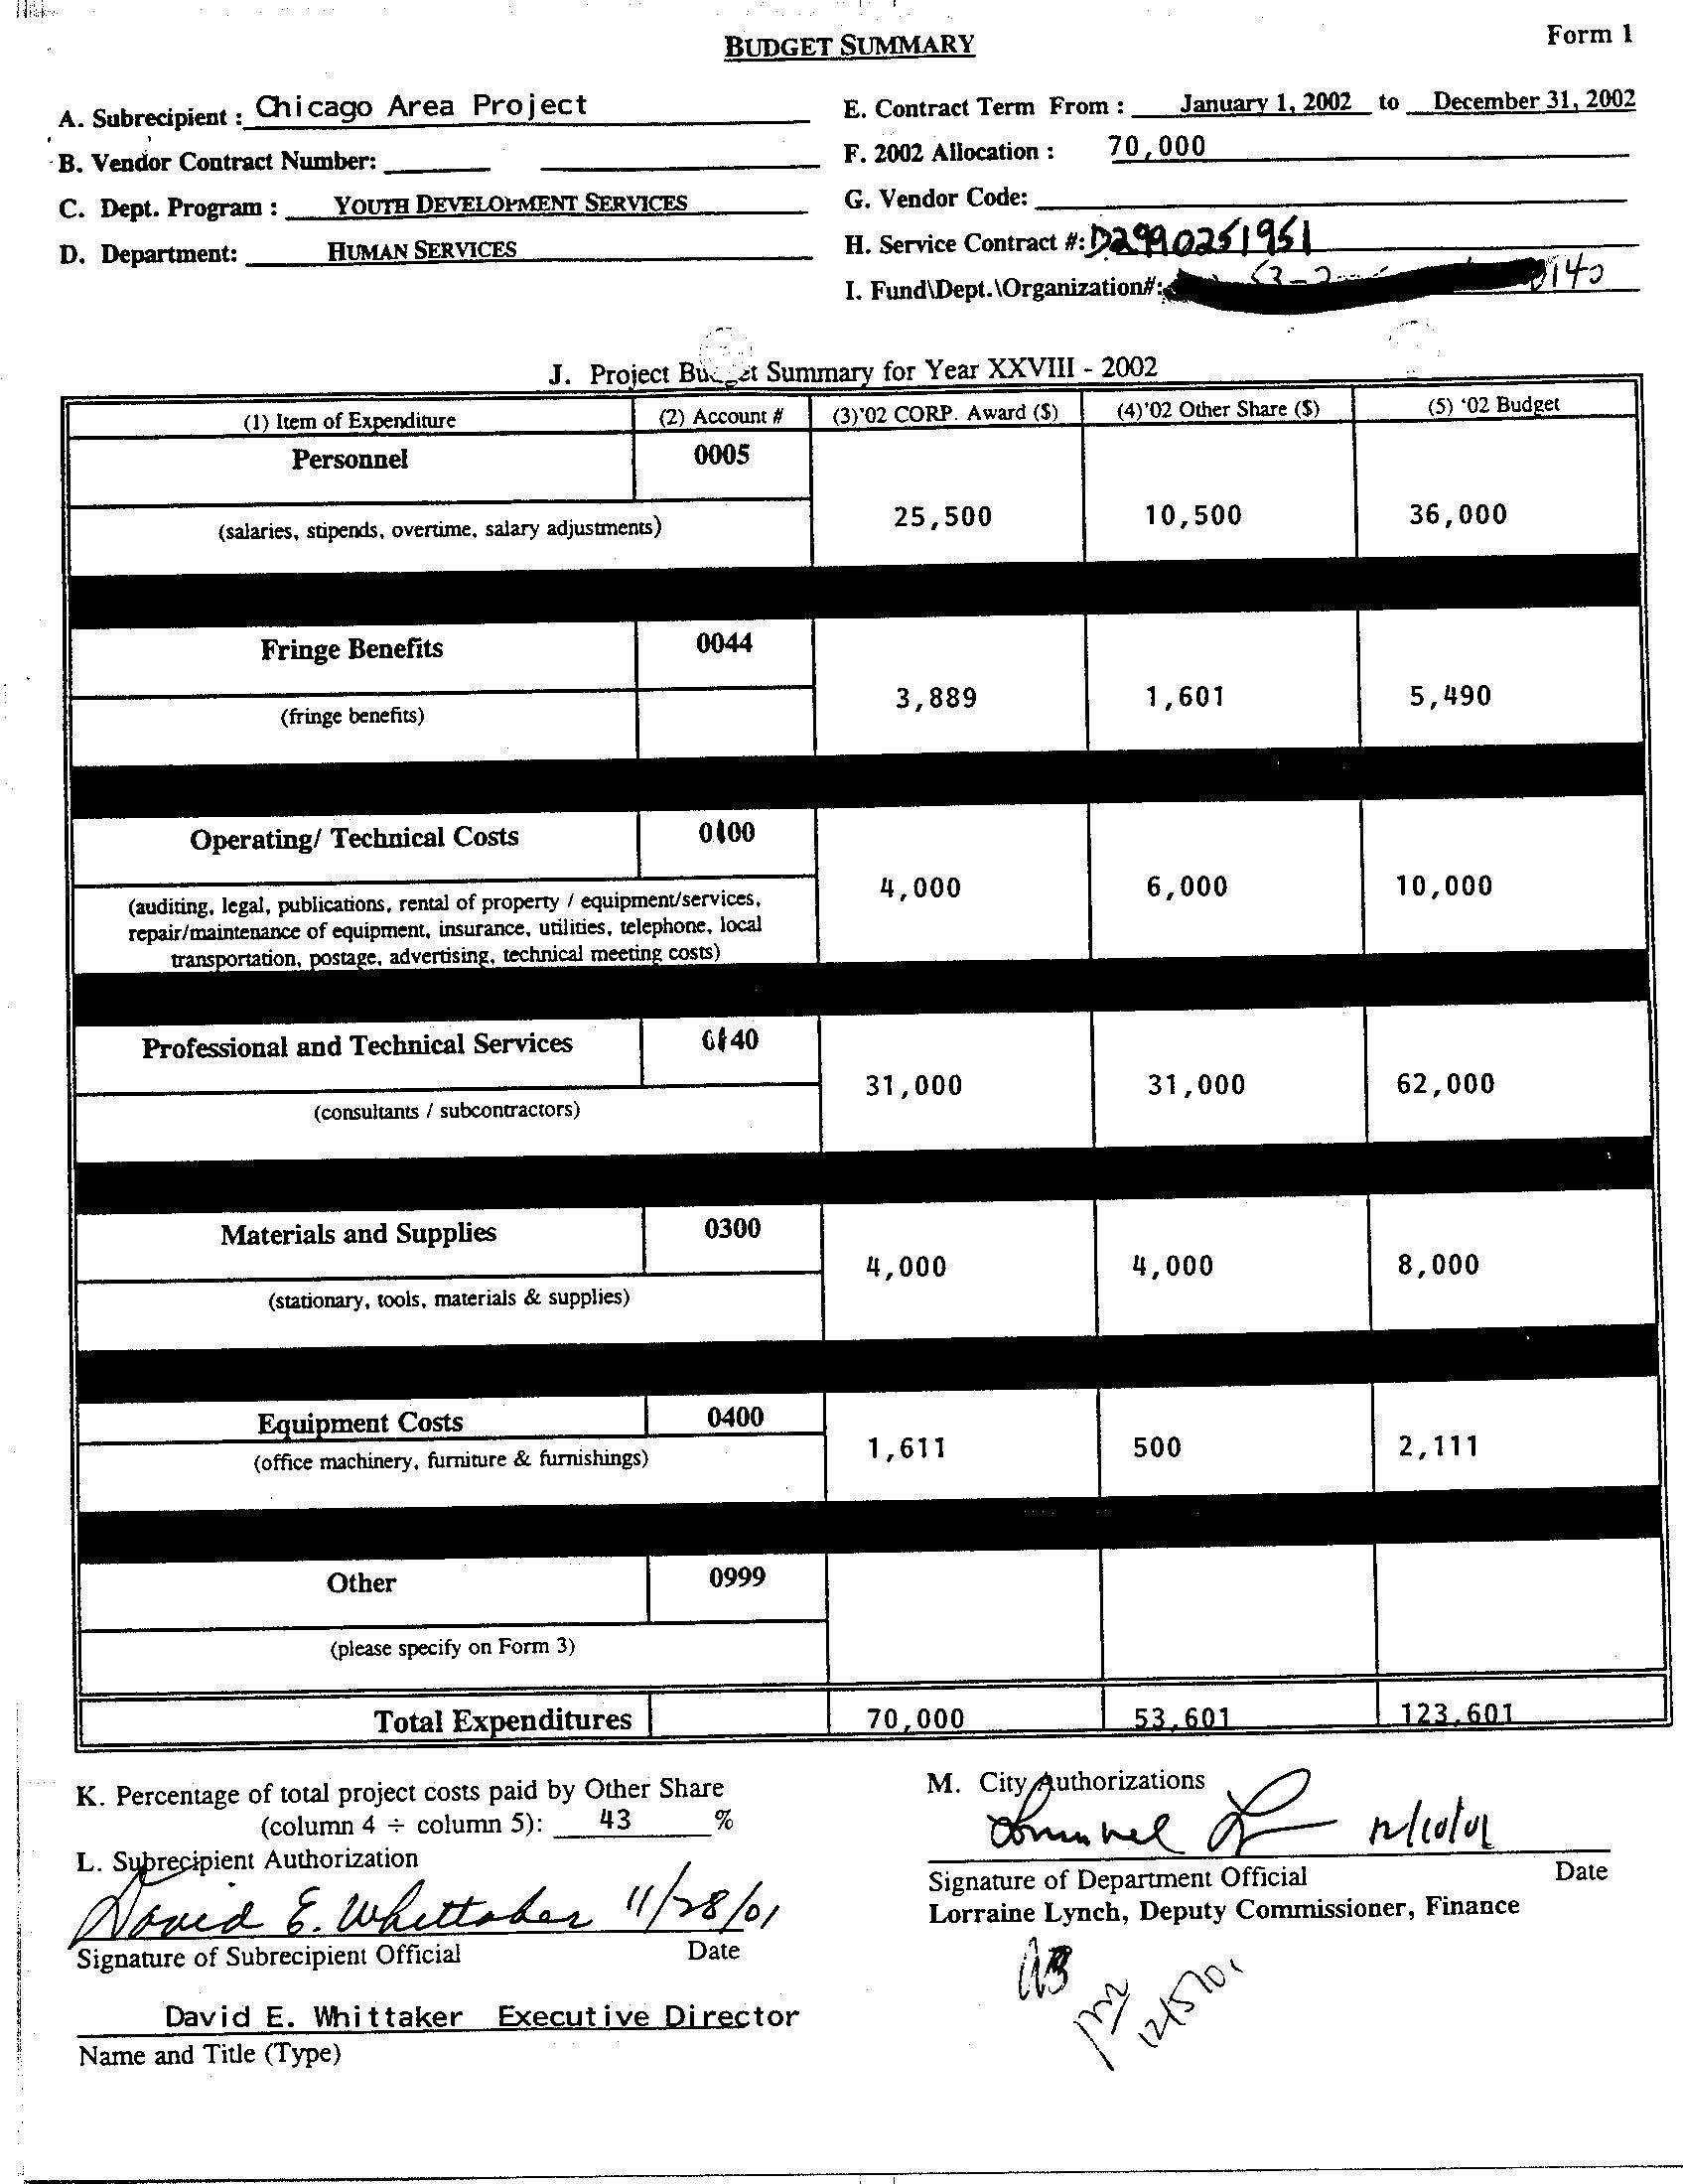 BUDGET SUMMARY
Form 1
A. Subrecipient : Chicago Area Project
E. Contract Term From : January 1, 2002 to December 31, 2002
B. Vendor Contract Number:
F. 2002 Allocation : 70,000
C. Dept. Program : YOUTH DEVELOPMENT SERVICES
G. Vendor Code:
D. Department: HUMAN SERVICES
H. Service Contract #: D2990251951
I. Fund\Dept.\Organization#:
J. Project Budget Summary for Year XXVIII - 2002
(1) Item of Expenditure (2) Account # (3)'02 CORP. Award ($) (4)'02 Other Share ($) (5) '02 Budget
Personnel 0005
(salaries, stipends, overtime, salary adjustments) 25,500 10,500 36,000
Fringe Benefits 0044
(fringe benefits) 3,889 1,601 5,490
Operating/ Technical Costs 0100
4,000 6,000 10,000
(auditing, legal, publications, rental of property / equipment/services,
repair/maintenance of equipment, insurance, utilities, telephone, local
transportation, postage, advertising, technical meeting costs)
Professional and Technical Services 0140
31,000 31,000 62,000
(consultants / subcontractors)
Materials and Supplies 0300
4,000 4,000 8,000
(stationary, tools, materials & supplies)
Equipment Costs 0400
(office machinery, furniture & furnishings) 1,611 500 2,111
Other 0999
(please specify on Form 3)
Total Expenditures 70,000 53,601 123,601
K. Percentage of total project costs paid by Other Share
(column 4 ÷ column 5): 43 %
M. City Authorizations
L. Subrecipient Authorization
12/10/01
Signature of Department Official Date
Lorraine Lynch, Deputy Commissioner, Finance
David E. Whittaker 11/28/01
Signature of Subrecipient Official Date
12/5/01
David E. Whittaker Executive Director
Name and Title (Type)